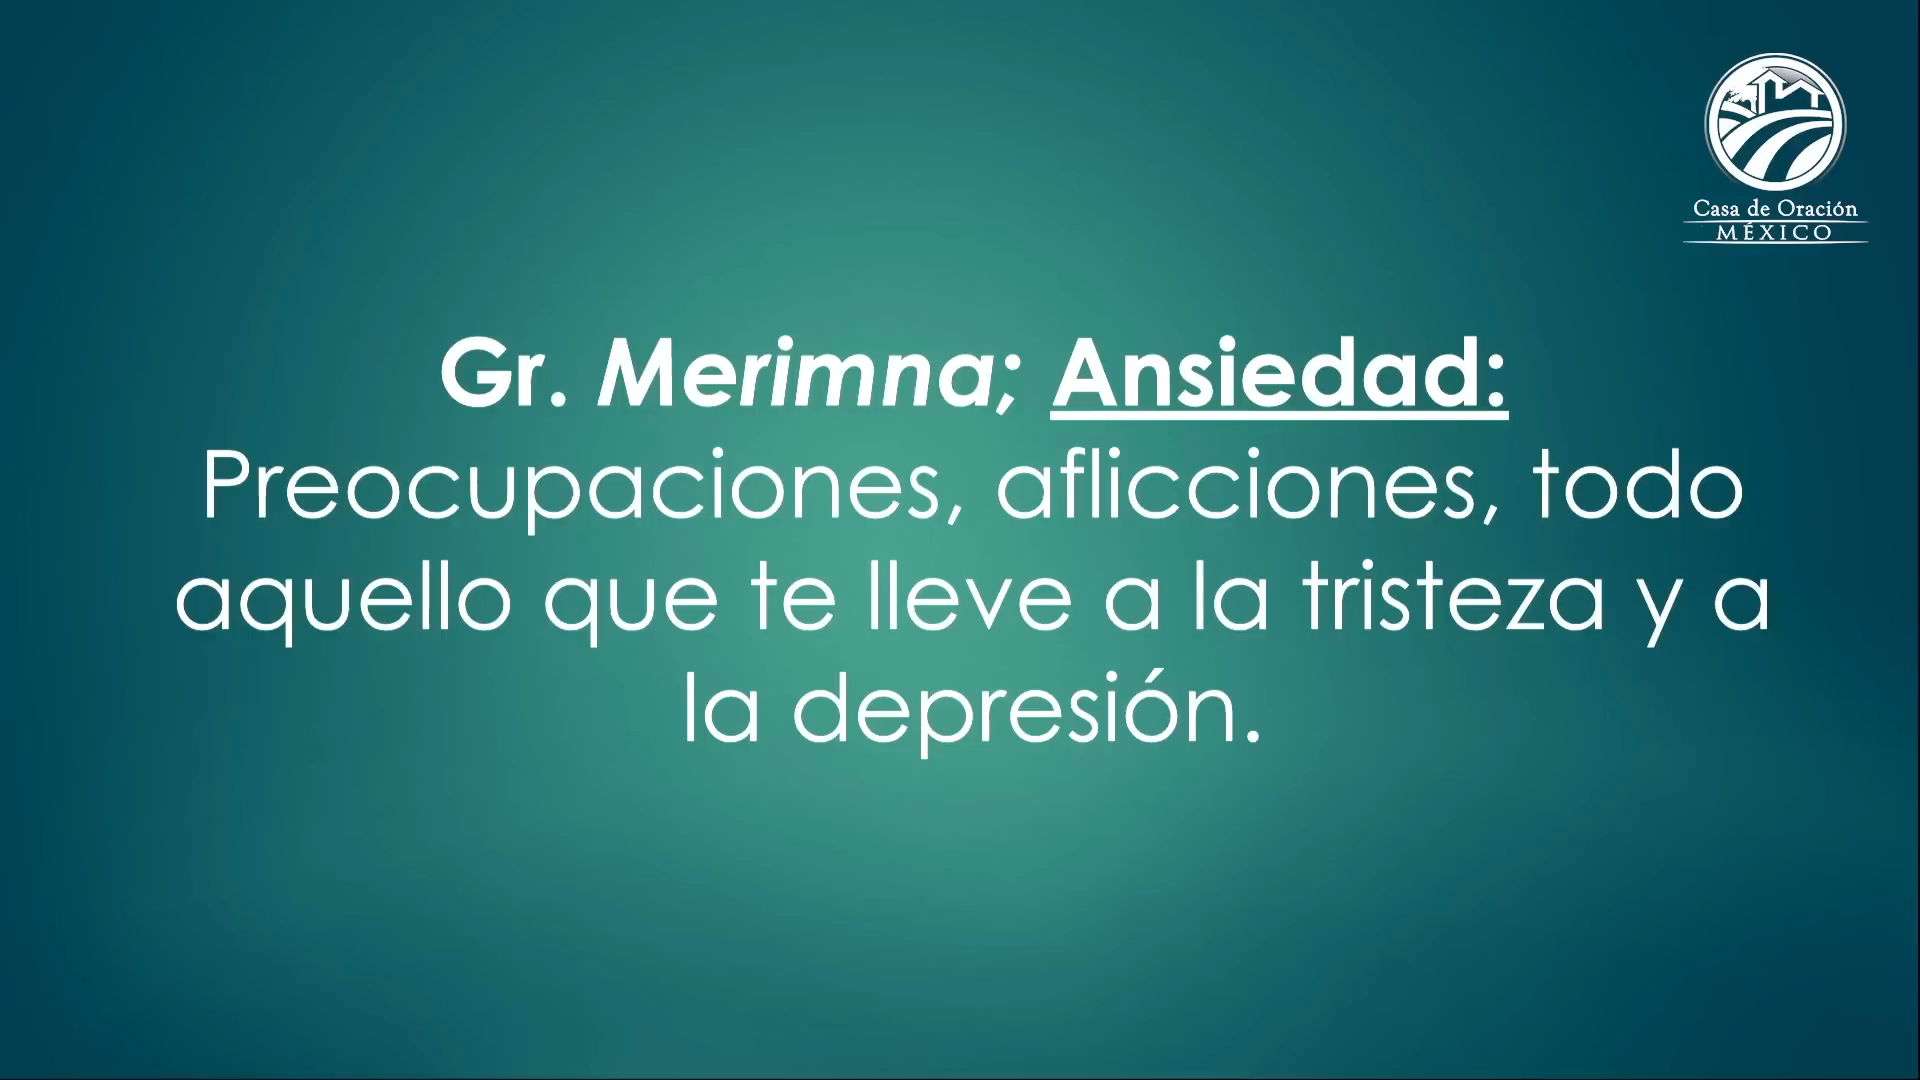 Casa de Oración
MÉXICO
Gr. Merimna; Ansiedad:
Preocupaciones, aflicciones, todo
aquello que te lleve a la tristeza y a
la depresión.